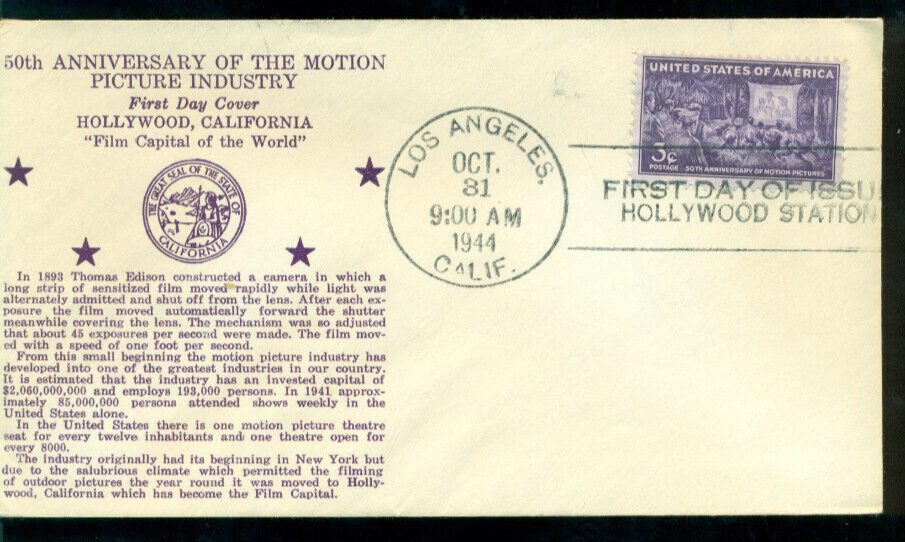 50th ANNIVERSARY OF THE MOTION
PICTURE INDUSTRY
First Day Cover
HOLLYWOOD, CALIFORNIA
"Film Capital of the World"
THE GREAT SEAL OF THE STATE OF
CALIFORNIA
In 1893 Thomas Edison constructed a camera in which a
long strip of sensitized film moved rapidly while light was
alternately admitted and shut off from the lens. After each ex-
posure the film moved automatically forward the shutter
meanwhile covering the lens. The mechanism was so adjusted
that about 45 exposures per second were made. The film mov-
ed with a speed of one foot per second.
From this small beginning the motion picture industry has
developed into one of the greatest industries in our country.
It is estimated that the industry has an invested capital of
$2,060,000,000 and employs 193,000 persons. In 1941 approx-
imately 85,000,000 persons attended shows weekly in the
United States alone.
In the United States there is one motion picture theatre
seat for every twelve inhabitants and one theatre open for
every 8000.
The industry originally had its beginning in New York but
due to the salubrious climate which permitted the filming
of outdoor pictures the year round it was moved to Holly-
wood, California which has become the Film Capital.
LOS ANGELES,
OCT.
31
9:00 AM
1944
CALIF.
UNITED STATES OF AMERICA
3¢
POSTAGE 50TH ANNIVERSARY OF MOTION PICTURES
FIRST DAY OF ISSU
HOLLYWOOD STATION